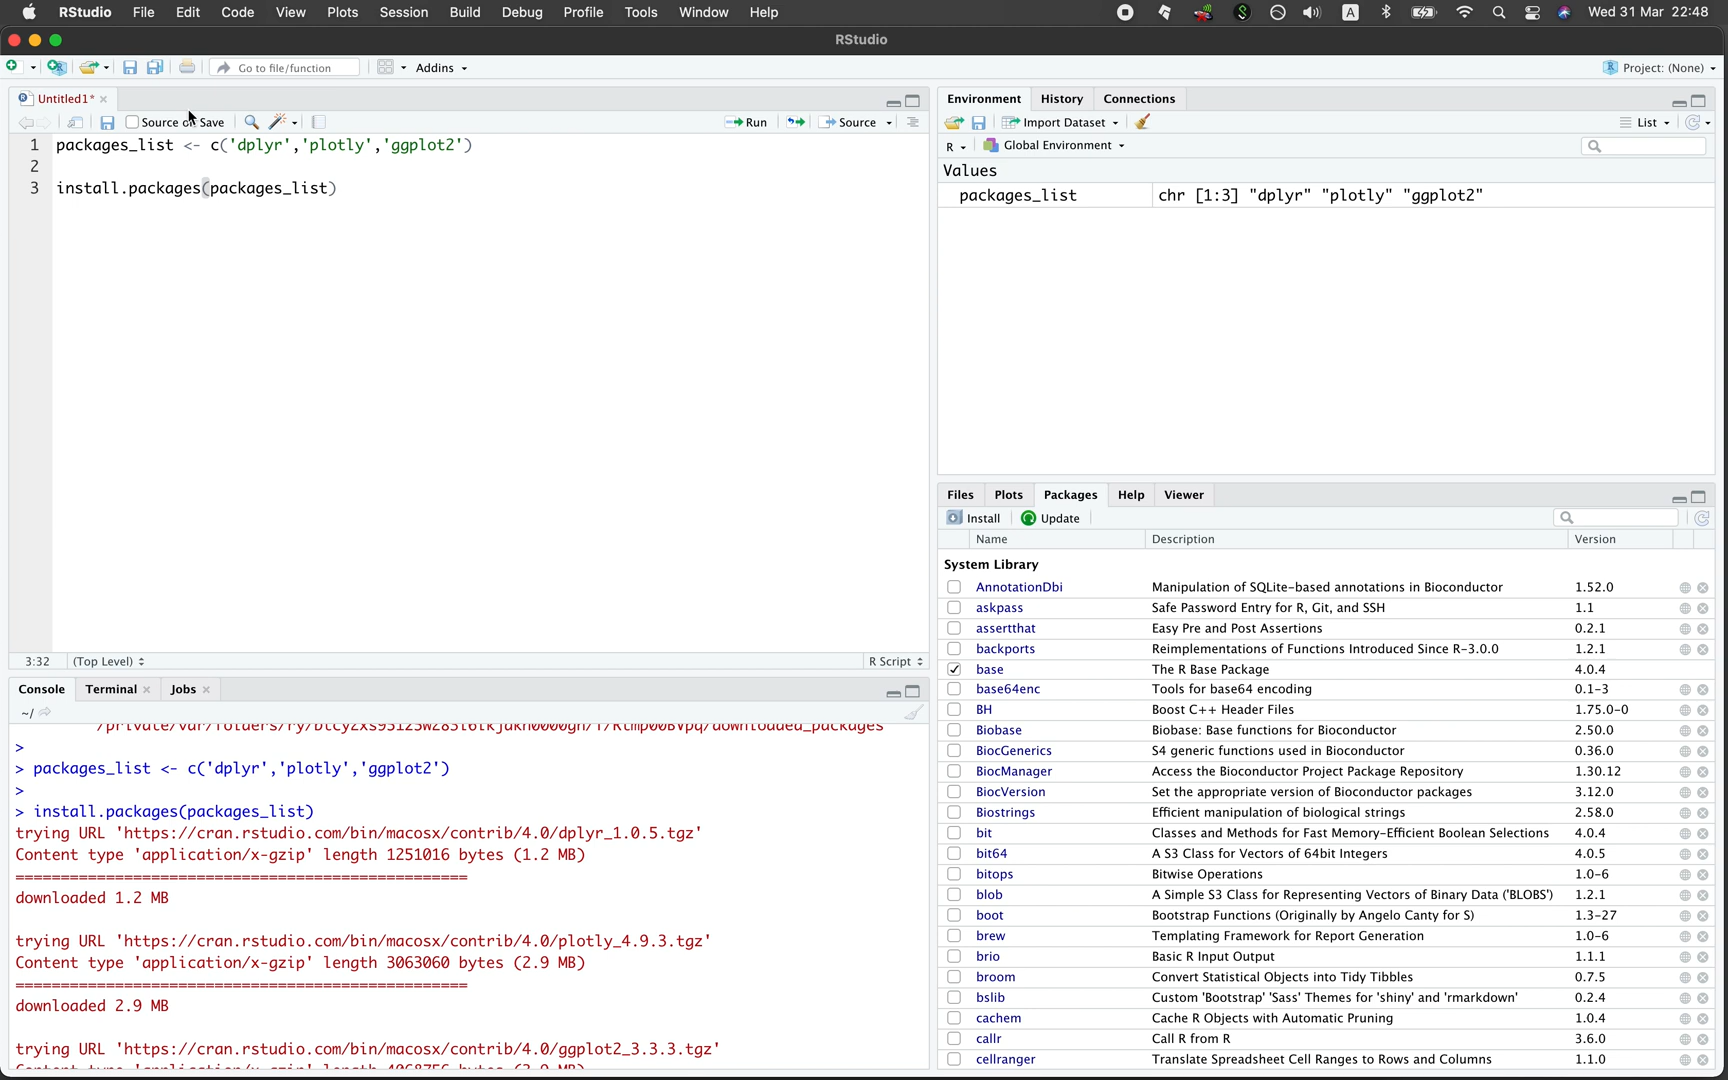 RStudio File Edit Code View Plots Session Build Debug Profile Tools Window Help A Wed 31 Mar 22:48
RStudio
Go to file/function Addins Project: (None)
Untitled1*
Source on Save Run Source
1 packages_list <- c('dplyr','plotly','ggplot2')
2
3 install.packages(packages_list)
3:32 (Top Level) R Script
Console Terminal Jobs
~/
>
> packages_list <- c('dplyr','plotly','ggplot2')
>
> install.packages(packages_list)
trying URL 'https://cran.rstudio.com/bin/macosx/contrib/4.0/dplyr_1.0.5.tgz'
Content type 'application/x-gzip' length 1251016 bytes (1.2 MB)
==================================================
downloaded 1.2 MB
trying URL 'https://cran.rstudio.com/bin/macosx/contrib/4.0/plotly_4.9.3.tgz'
Content type 'application/x-gzip' length 3063060 bytes (2.9 MB)
==================================================
downloaded 2.9 MB
trying URL 'https://cran.rstudio.com/bin/macosx/contrib/4.0/ggplot2_3.3.3.tgz'
Environment History Connections
Import Dataset List
R Global Environment
Values
packages_list chr [1:3] "dplyr" "plotly" "ggplot2"
Files Plots Packages Help Viewer
Install Update
Name Description Version
System Library
AnnotationDbi Manipulation of SQLite-based annotations in Bioconductor 1.52.0
askpass Safe Password Entry for R, Git, and SSH 1.1
assertthat Easy Pre and Post Assertions 0.2.1
backports Reimplementations of Functions Introduced Since R-3.0.0 1.2.1
base The R Base Package 4.0.4
base64enc Tools for base64 encoding 0.1-3
BH Boost C++ Header Files 1.75.0-0
Biobase Biobase: Base functions for Bioconductor 2.50.0
BiocGenerics S4 generic functions used in Bioconductor 0.36.0
BiocManager Access the Bioconductor Project Package Repository 1.30.12
BiocVersion Set the appropriate version of Bioconductor packages 3.12.0
Biostrings Efficient manipulation of biological strings 2.58.0
bit Classes and Methods for Fast Memory-Efficient Boolean Selections 4.0.4
bit64 A S3 Class for Vectors of 64bit Integers 4.0.5
bitops Bitwise Operations 1.0-6
blob A Simple S3 Class for Representing Vectors of Binary Data ('BLOBS') 1.2.1
boot Bootstrap Functions (Originally by Angelo Canty for S) 1.3-27
brew Templating Framework for Report Generation 1.0-6
brio Basic R Input Output 1.1.1
broom Convert Statistical Objects into Tidy Tibbles 0.7.5
bslib Custom 'Bootstrap' 'Sass' Themes for 'shiny' and 'rmarkdown' 0.2.4
cachem Cache R Objects with Automatic Pruning 1.0.4
callr Call R from R 3.6.0
cellranger Translate Spreadsheet Cell Ranges to Rows and Columns 1.1.0